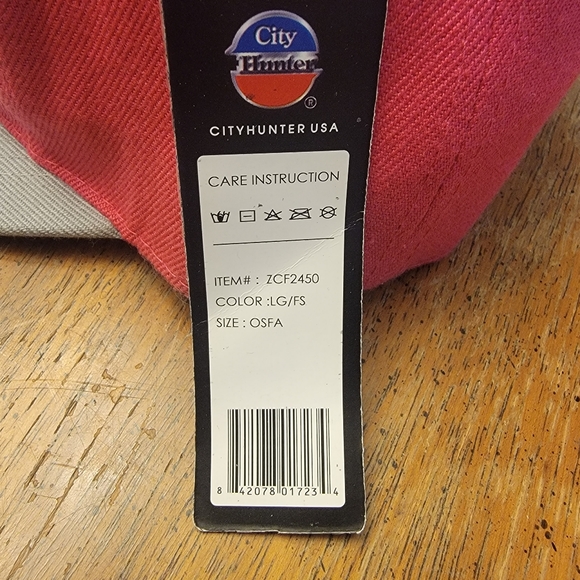 City
Hunter
®
CITYHUNTER USA
CARE INSTRUCTION
ITEM# : ZCF2450
COLOR :LG/FS
SIZE : OSFA
8 42078 01723 4